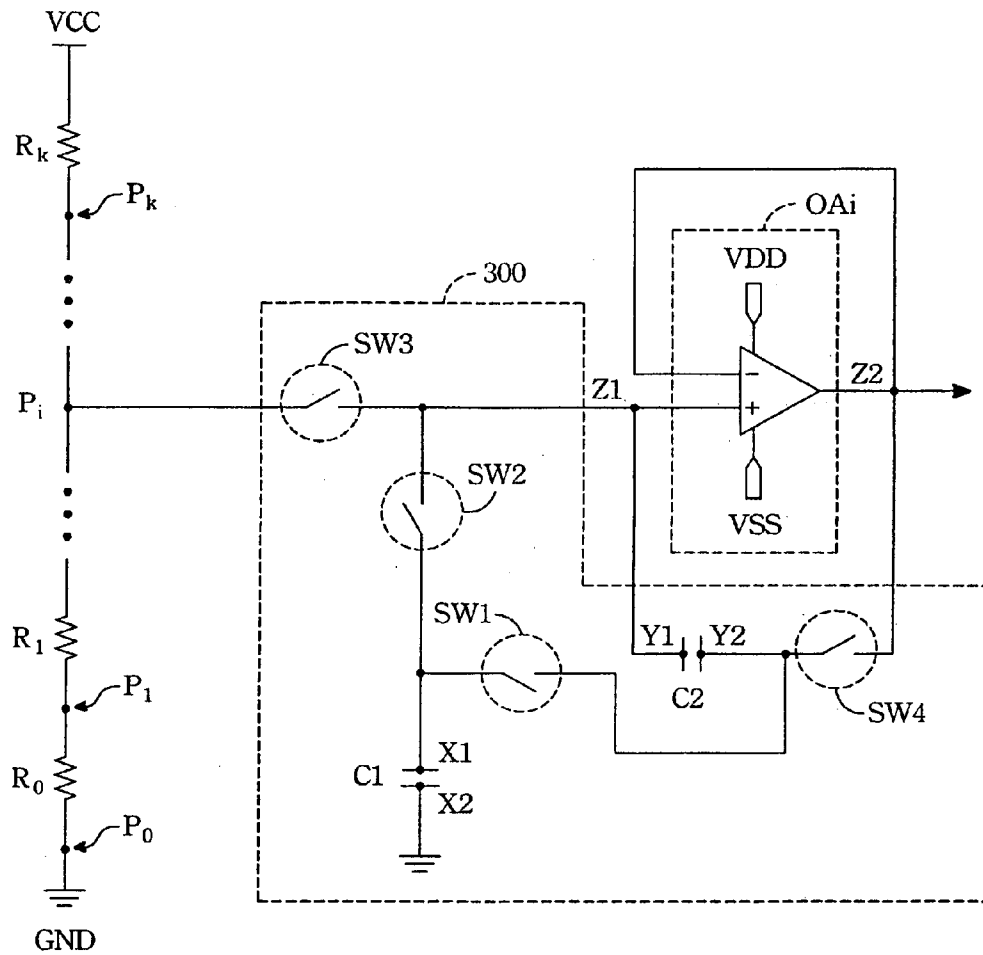 VCC
Rk
Pk
OAi
VDD
300
SW3
Z1
−
Z2
Pi
+
SW2
VSS
SW1
R1
Y1
Y2
C2
SW4
P1
X1
R0
C1
X2
P0
GND